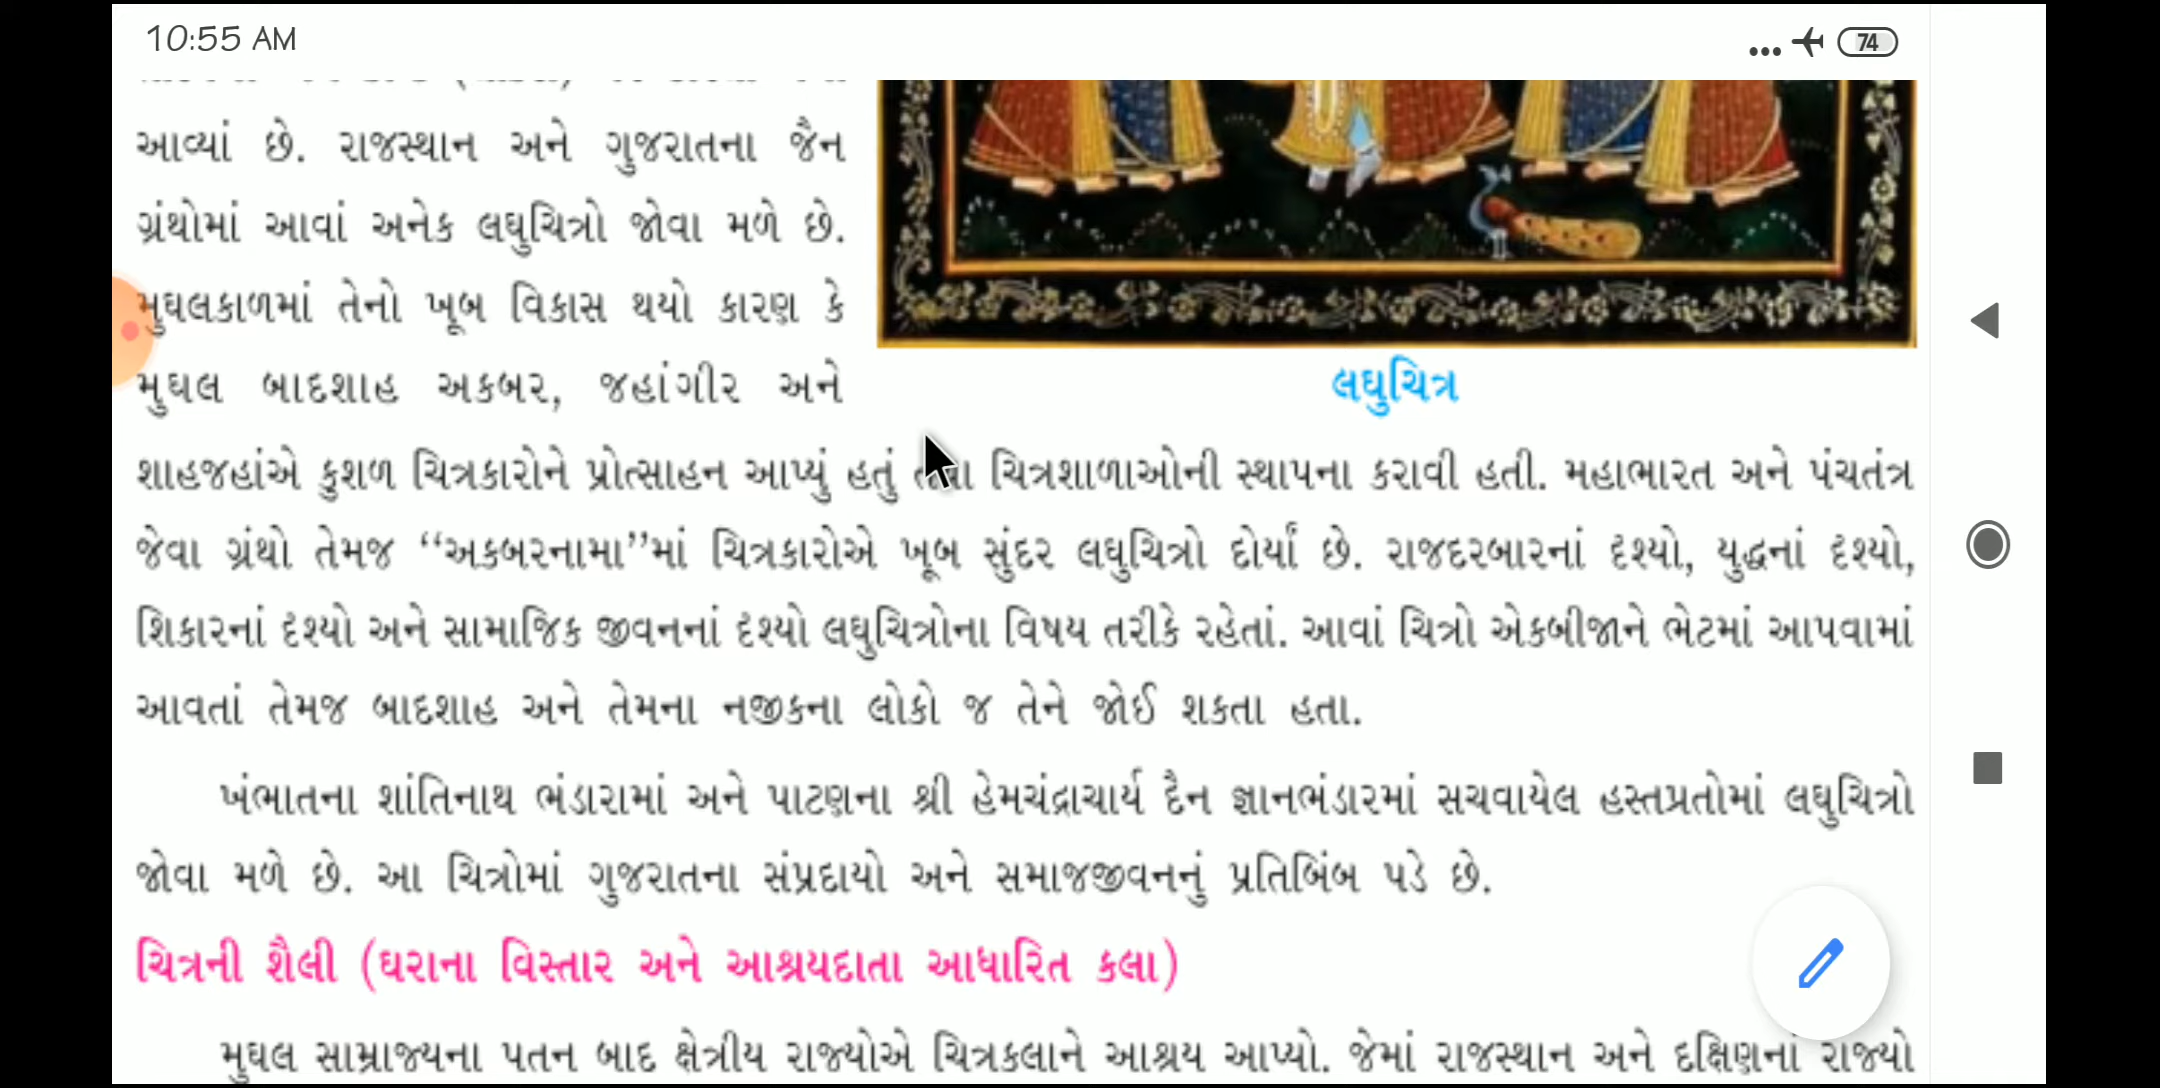 10:55 AM
74
આવ્યાં છે. રાજસ્થાન અને ગુજરાતના જૈન
ગ્રંથોમાં આવાં અનેક લઘુચિત્રો જોવા મળે છે.
મુઘલકાળમાં તેનો ખૂબ વિકાસ થયો કારણ કે
મુઘલ બાદશાહ અકબર, જહાંગીર અને
લઘુચિત્ર
શાહજહાંએ કુશળ ચિત્રકારોને પ્રોત્સાહન આપ્યું હતું ચિત્રશાળાઓની સ્થાપના કરાવી હતી. મહાભારત અને પંચતંત્ર
જેવા ગ્રંથો તેમજ “અકબરનામા”માં ચિત્રકારોએ ખૂબ સુંદર લઘુચિત્રો દોર્યાં છે. રાજદરબારનાં દૃશ્યો, યુદ્ધનાં દૃશ્યો,
શિકારનાં દૃશ્યો અને સામાજિક જીવનનાં દૃશ્યો લઘુચિત્રોના વિષય તરીકે રહેતાં. આવાં ચિત્રો એકબીજાને ભેટમાં આપવામાં
આવતાં તેમજ બાદશાહ અને તેમના નજીકના લોકો જ તેને જોઈ શકતા હતા.
ખંભાતના શાંતિનાથ ભંડારામાં અને પાટણના શ્રી હેમચંદ્રાચાર્ય દૈન જ્ઞાનભંડારમાં સચવાયેલ હસ્તપ્રતોમાં લઘુચિત્રો
જોવા મળે છે. આ ચિત્રોમાં ગુજરાતના સંપ્રદાયો અને સમાજજીવનનું પ્રતિબિંબ પડે છે.
ચિત્રની શૈલી (ઘરાના વિસ્તાર અને આશ્રયદાતા આધારિત કલા)
મુઘલ સામ્રાજ્યના પતન બાદ ક્ષેત્રીય રાજ્યોએ ચિત્રકલાને આશ્રય આપ્યો. જેમાં રાજસ્થાન અને દક્ષિણનાં રાજ્યો